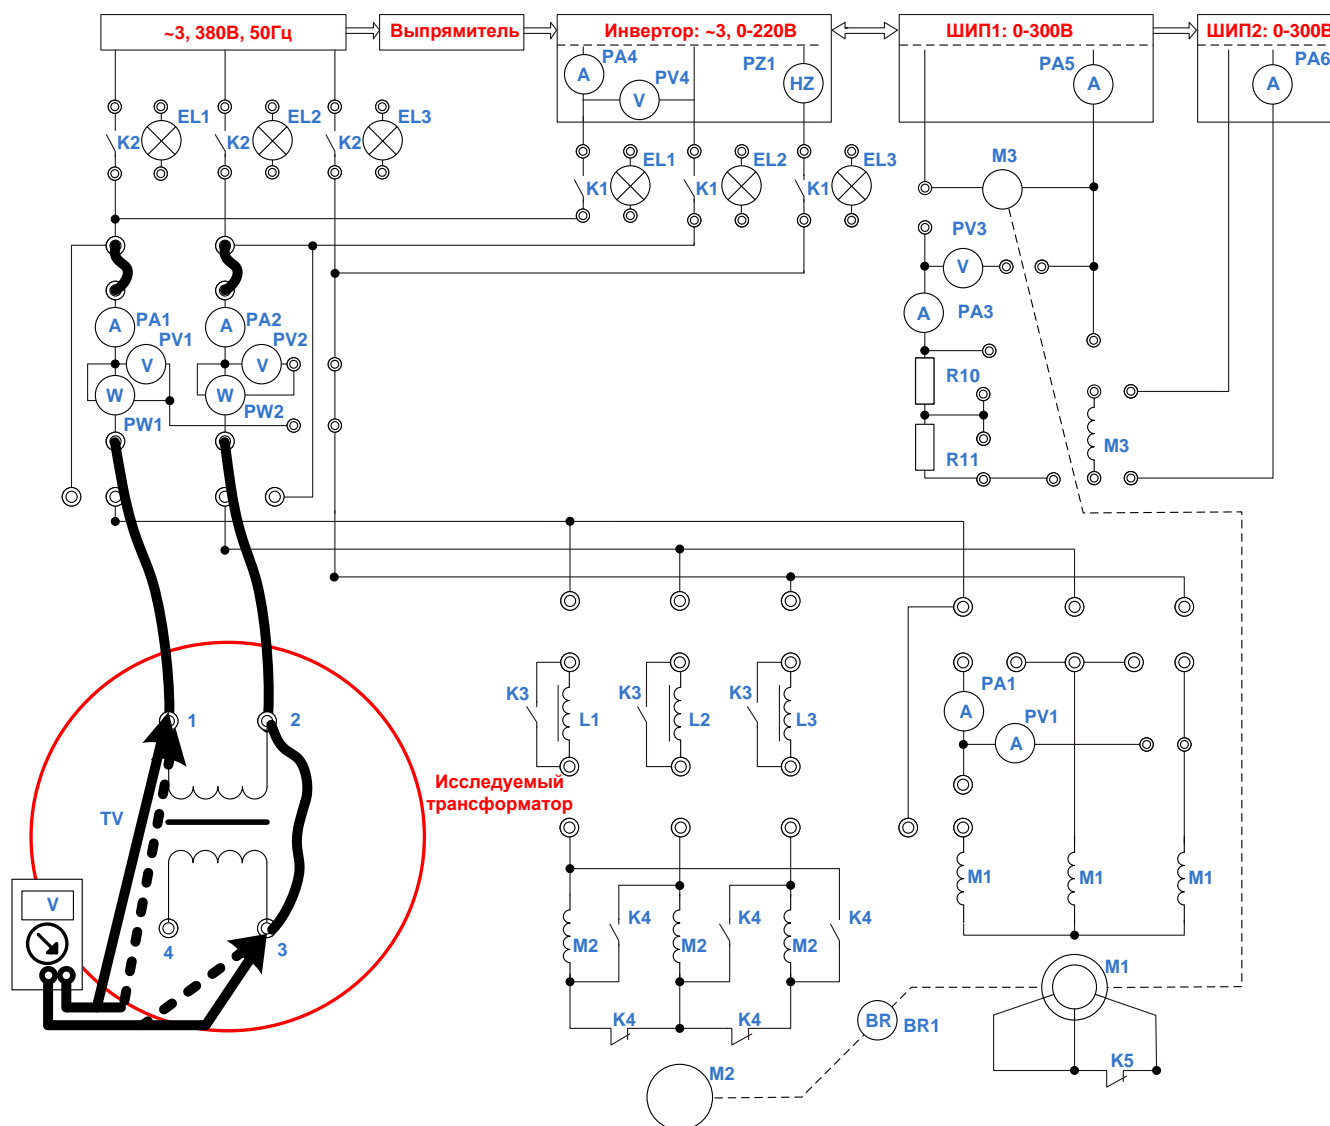 ~3, 380В, 50Гц
Выпрямитель
Инвертор: ~3, 0-220В
ШИП1: 0-300В
ШИП2: 0-300В
PA4
A
PV4
V
PZ1
HZ
PA5
A
PA6
A
K2
EL1
K2
EL2
K2
EL3
K1
EL1
K1
EL2
K1
EL3
M3
PV3
V
A
PA3
R10
R11
M3
A
PA1
A
PA2
PV1
V
PV2
V
W
PW1
W
PW2
1
2
TV
4
3
V
Исследуемый
трансформатор
K3
L1
K3
L2
K3
L3
PA1
A
PV1
A
M1
M1
M1
M2
K4
M2
K4
M2
K4
K4
K4
M1
BR
BR1
K5
M2